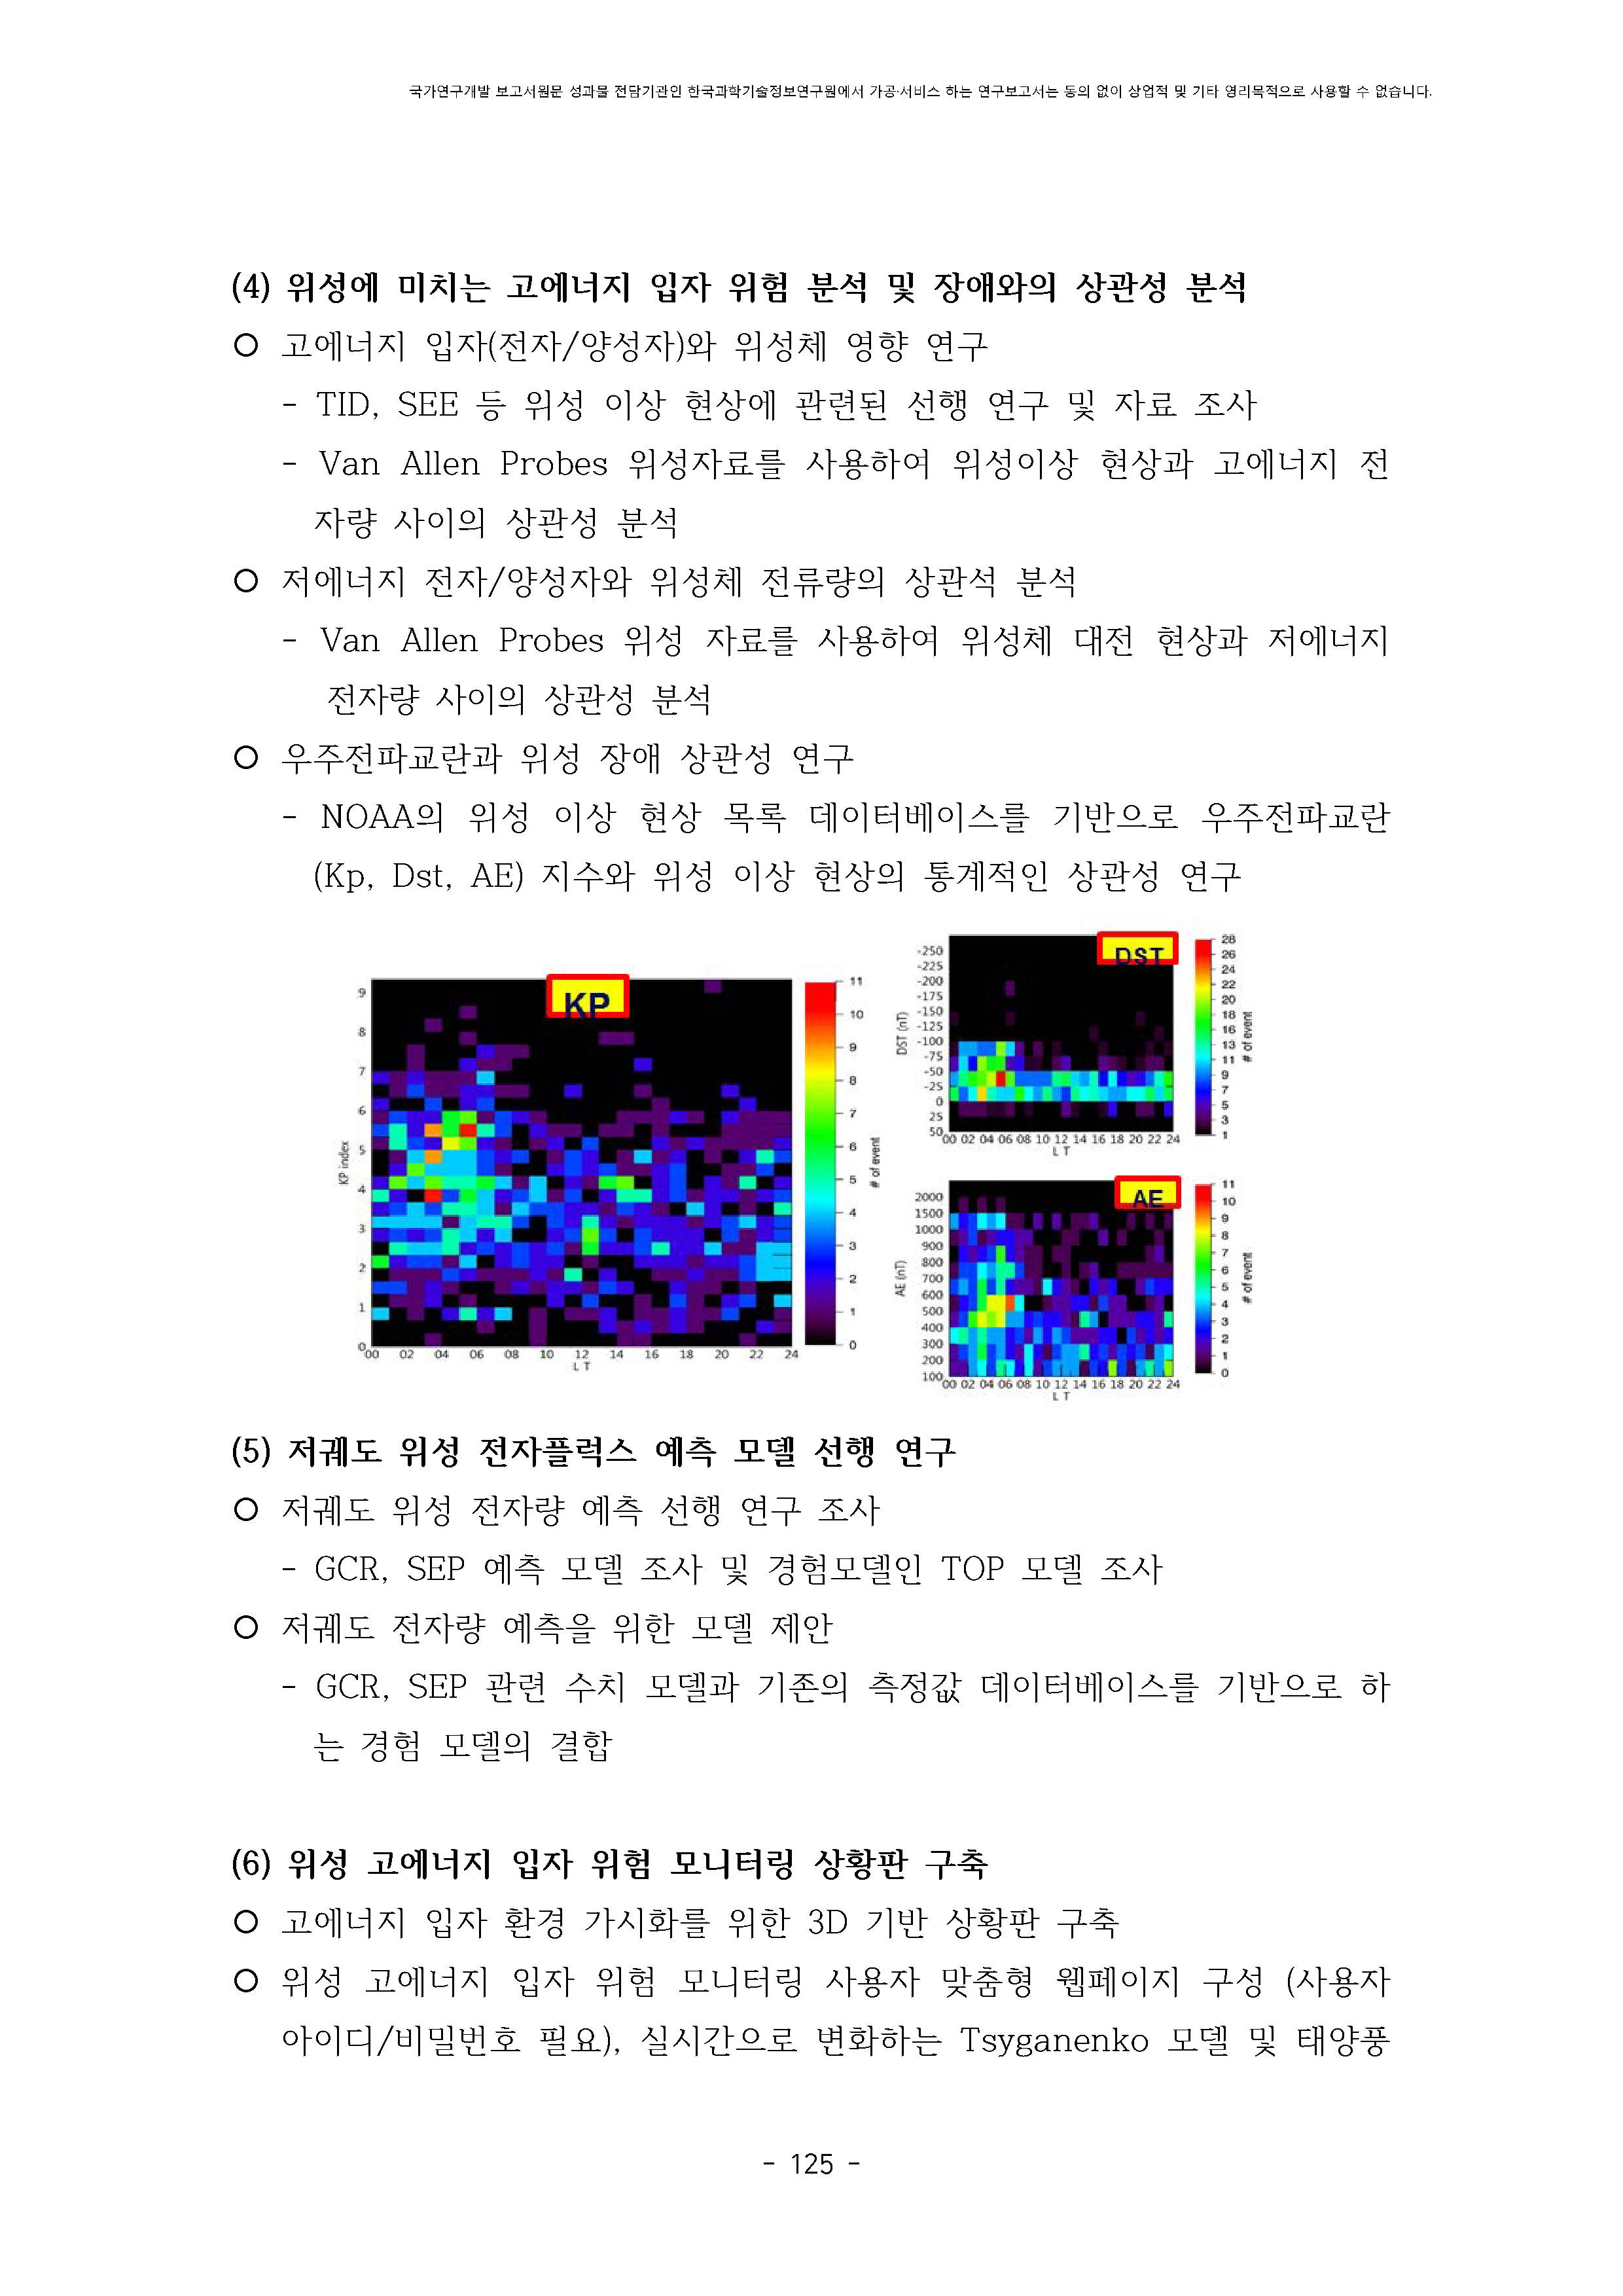 국가연구개발 보고서원문 성과물 전담기관인 한국과학기술정보연구원에서 가공·서비스 하는 연구보고서는 동의 없이 상업적 및 기타 영리목적으로 사용할 수 없습니다.
(4) 위성에 미치는 고에너지 입자 위험 분석 및 장애와의 상관성 분석
○ 고에너지 입자(전자/양성자)와 위성체 영향 연구
- TID, SEE 등 위성 이상 현상에 관련된 선행 연구 및 자료 조사
- Van Allen Probes 위성자료를 사용하여 위성이상 현상과 고에너지 전
자량 사이의 상관성 분석
○ 저에너지 전자/양성자와 위성체 전류량의 상관석 분석
- Van Allen Probes 위성 자료를 사용하여 위성체 대전 현상과 저에너지
전자량 사이의 상관성 분석
○ 우주전파교란과 위성 장애 상관성 연구
- NOAA의 위성 이상 현상 목록 데이터베이스를 기반으로 우주전파교란
(Kp, Dst, AE) 지수와 위성 이상 현상의 통계적인 상관성 연구
KP
KP index
9
8
7
6
5
4
3
2
1
0
00 02 04 06 08 10 12 14 16 18 20 22 24
L T
11
10
9
8
7
6
5
4
3
2
1
0
# of event
DST
DST (nT)
-250
-225
-200
-175
-150
-125
-100
-75
-50
-25
0
25
50
00 02 04 06 08 10 12 14 16 18 20 22 24
L T
28
26
24
22
20
18
16
13
11
9
7
5
3
1
# of event
AE
AE (nT)
2000
1500
1000
900
800
700
600
500
400
300
200
100
00 02 04 06 08 10 12 14 16 18 20 22 24
L T
11
10
9
8
7
6
5
4
3
2
1
0
# of event
(5) 저궤도 위성 전자플럭스 예측 모델 선행 연구
○ 저궤도 위성 전자량 예측 선행 연구 조사
- GCR, SEP 예측 모델 조사 및 경험모델인 TOP 모델 조사
○ 저궤도 전자량 예측을 위한 모델 제안
- GCR, SEP 관련 수치 모델과 기존의 측정값 데이터베이스를 기반으로 하
는 경험 모델의 결합
(6) 위성 고에너지 입자 위험 모니터링 상황판 구축
○ 고에너지 입자 환경 가시화를 위한 3D 기반 상황판 구축
○ 위성 고에너지 입자 위험 모니터링 사용자 맞춤형 웹페이지 구성 (사용자
아이디/비밀번호 필요), 실시간으로 변화하는 Tsyganenko 모델 및 태양풍
- 125 -